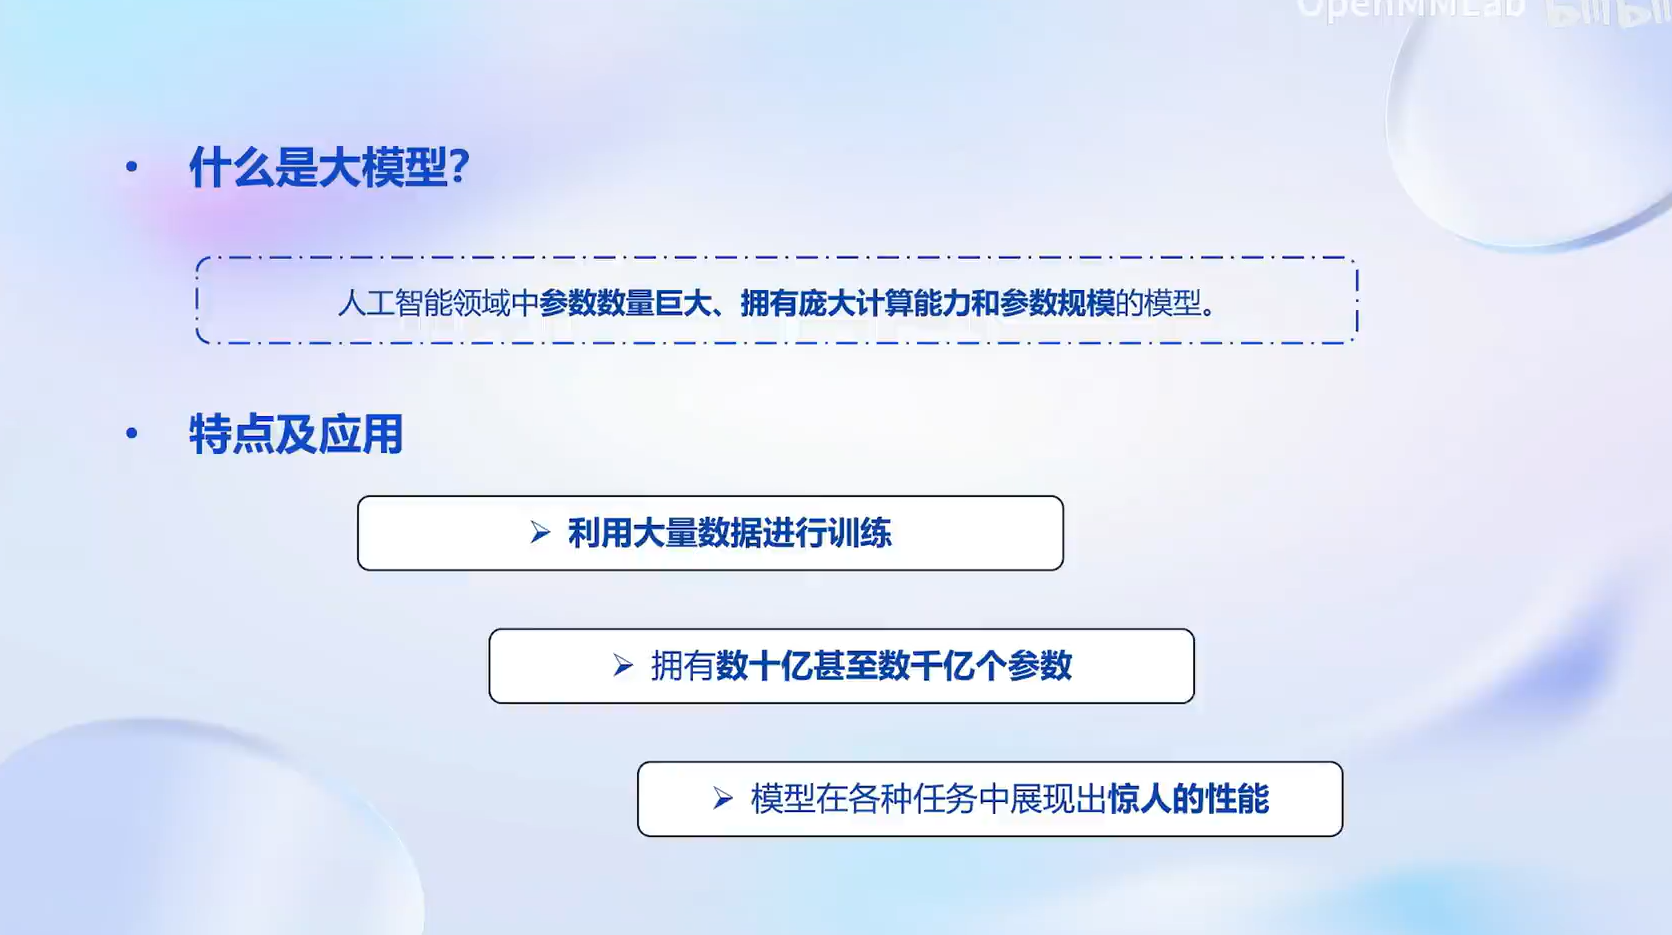 OpenMMLab bilibili
• 什么是大模型?
人工智能领域中参数数量巨大、拥有庞大计算能力和参数规模的模型。
• 特点及应用
➢ 利用大量数据进行训练
➢ 拥有数十亿甚至数千亿个参数
➢ 模型在各种任务中展现出惊人的性能